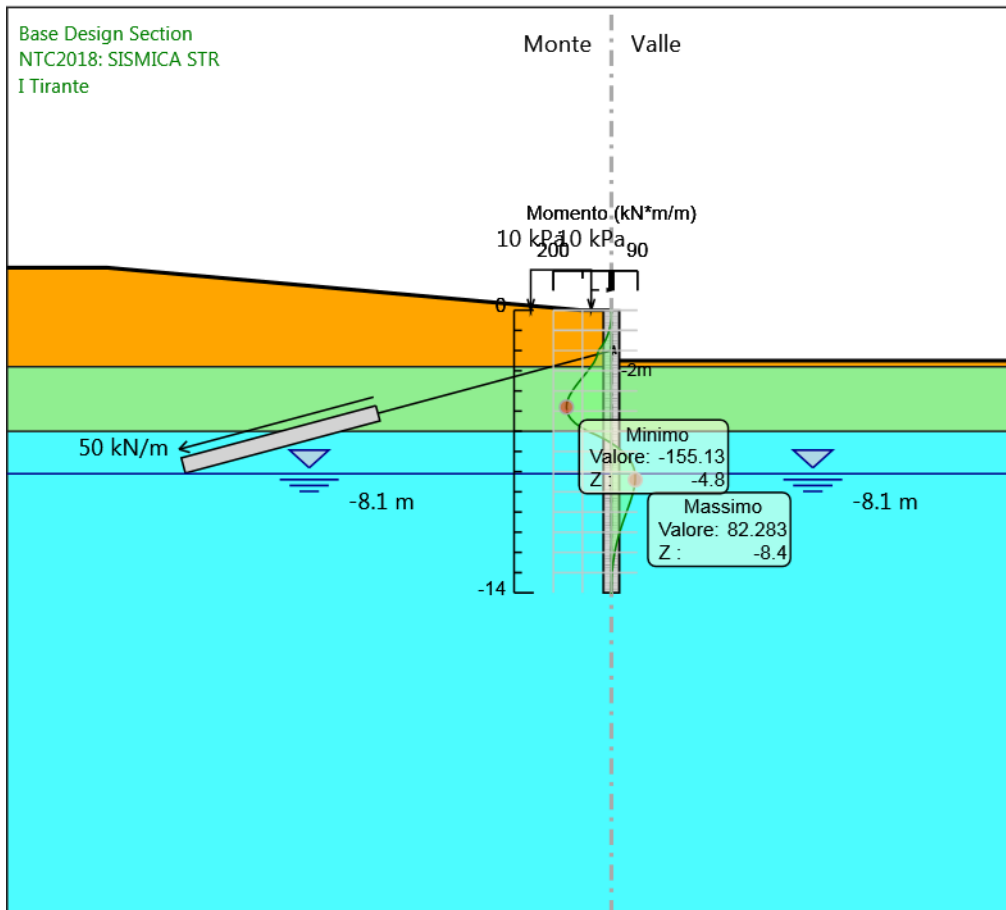 Base Design Section
NTC2018: SISMICA STR
I Tirante
Monte
Valle
Momento (kN*m/m)
10 kPa
10 kPa
200
90
0
-2m
50 kN/m
Minimo
Valore: -155.13
Z : -4.8
-8.1 m
-8.1 m
Massimo
Valore: 82.283
Z : -8.4
-14